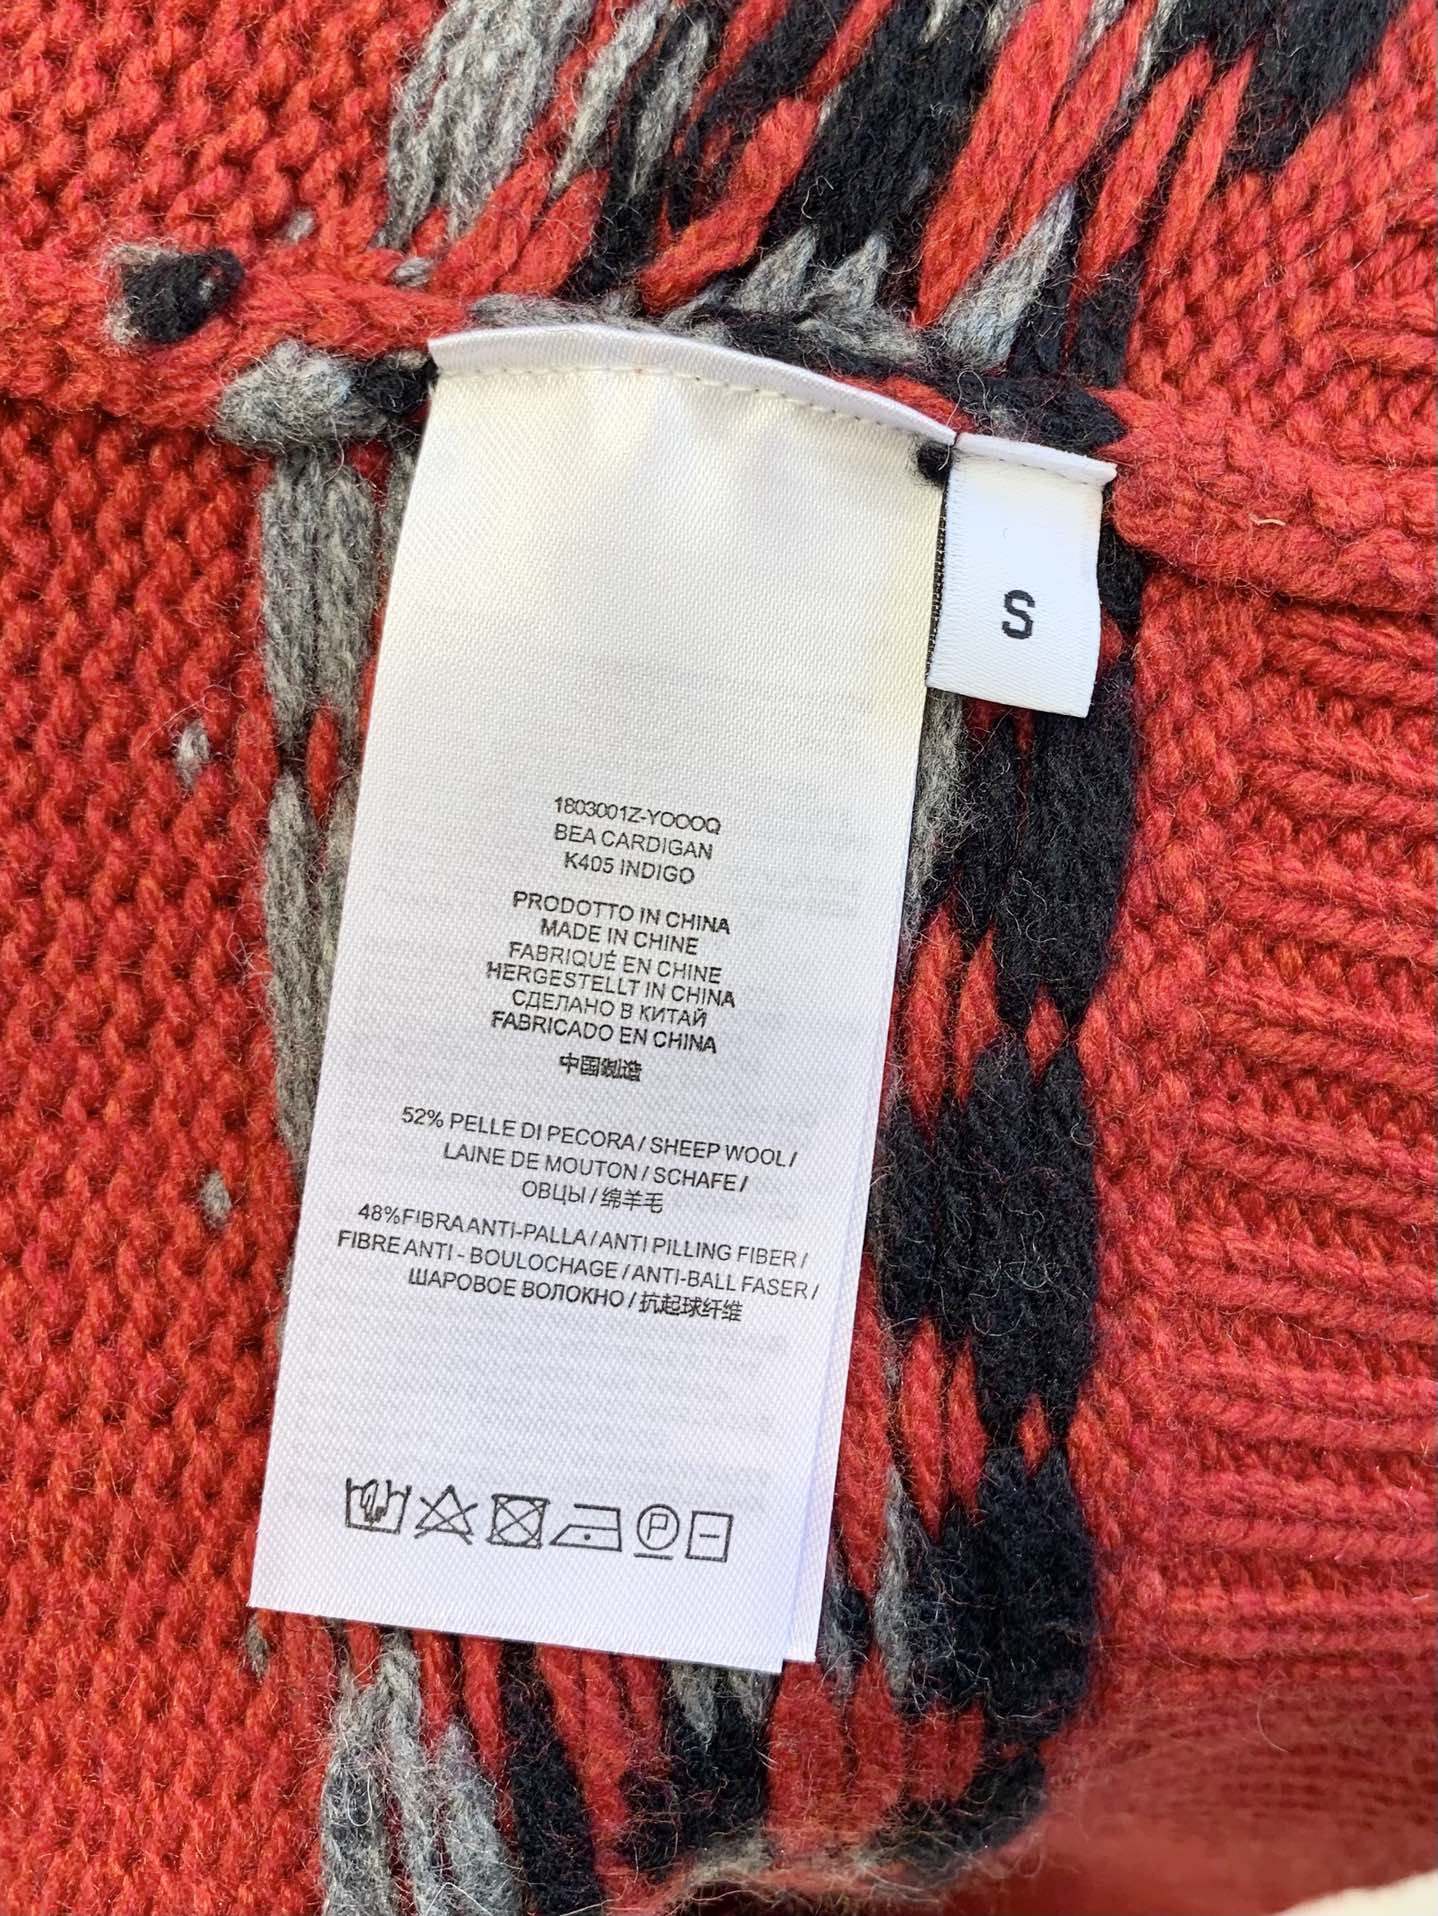 S
1803001Z-YOOOQ
BEA CARDIGAN
K405 INDIGO
PRODOTTO IN CHINA
MADE IN CHINE
FABRIQUÉ EN CHINE
HERGESTELLT IN CHINA
СДЕЛАНО В КИТАЙ
FABRICADO EN CHINA
中国制造
52% PELLE DI PECORA / SHEEP WOOL /
LAINE DE MOUTON / SCHAFE /
ОВЦЫ / 绵羊毛
48%FIBRA ANTI-PALLA / ANTI PILLING FIBER /
FIBRE ANTI - BOULOCHAGE / ANTI-BALL FASER /
ШАРОВОЕ ВОЛОКНО / 抗起球纤维
P